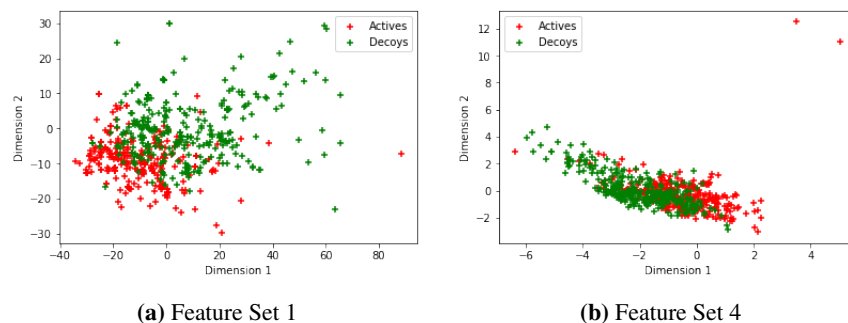 Actives
Decoys
30
20
10
0
−10
−20
−30
Dimension 2
−40
−20
0
20
40
60
80
Dimension 1
(a) Feature Set 1
Actives
Decoys
12
10
8
6
4
2
0
−2
Dimension 2
−6
−4
−2
0
2
4
Dimension 1
(b) Feature Set 4